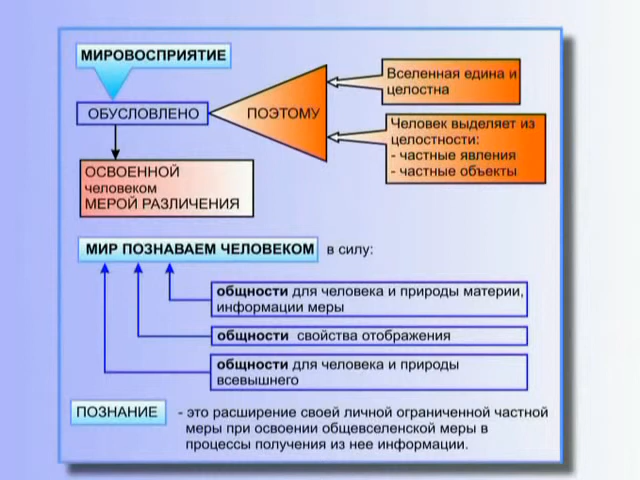 МИРОВОСПРИЯТИЕ
Вселенная едина и
целостна
ОБУСЛОВЛЕНО
ПОЭТОМУ
Человек выделяет из
целостности:
- частные явления
- частные объекты
ОСВОЕННОЙ
человеком
МЕРОЙ РАЗЛИЧЕНИЯ
МИР ПОЗНАВАЕМ ЧЕЛОВЕКОМ в силу:
общности для человека и природы материи,
информации меры
общности свойства отображения
общности для человека и природы
всевышнего
ПОЗНАНИЕ - это расширение своей личной ограниченной частной
меры при освоении общевселенской меры в
процессы получения из нее информации.